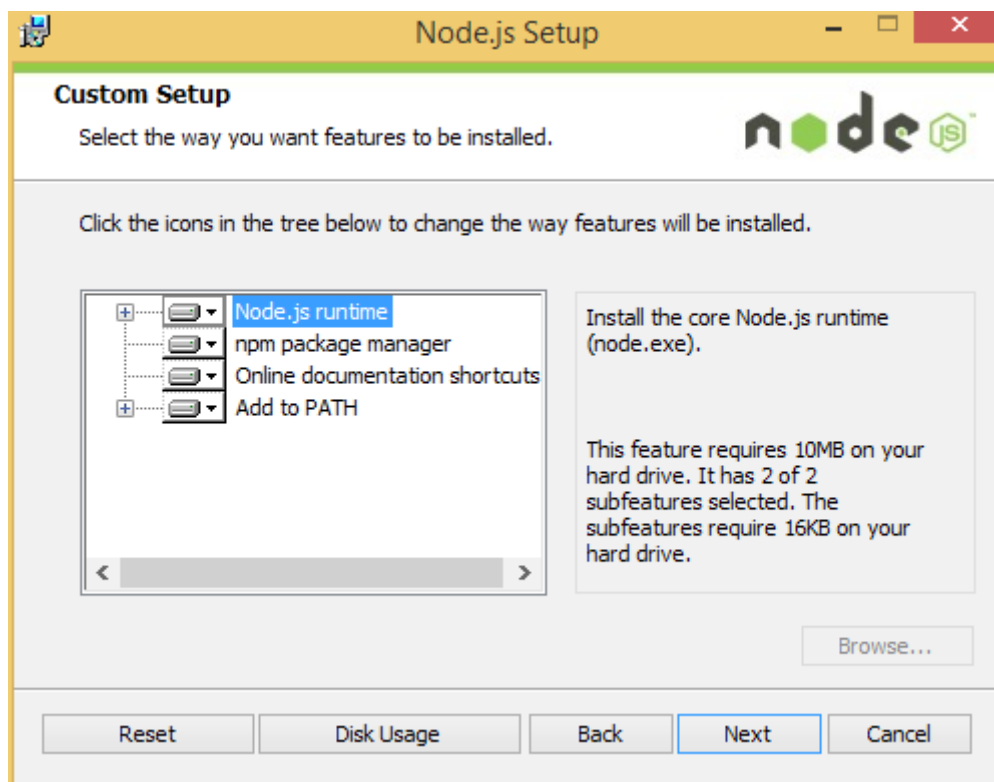 Node.js Setup
Custom Setup
Select the way you want features to be installed.
node JS
Click the icons in the tree below to change the way features will be installed.
Node.js runtime
npm package manager
Online documentation shortcuts
Add to PATH
Install the core Node.js runtime
(node.exe).
This feature requires 10MB on your
hard drive. It has 2 of 2
subfeatures selected. The
subfeatures require 16KB on your
hard drive.
Browse...
Reset Disk Usage Back Next Cancel